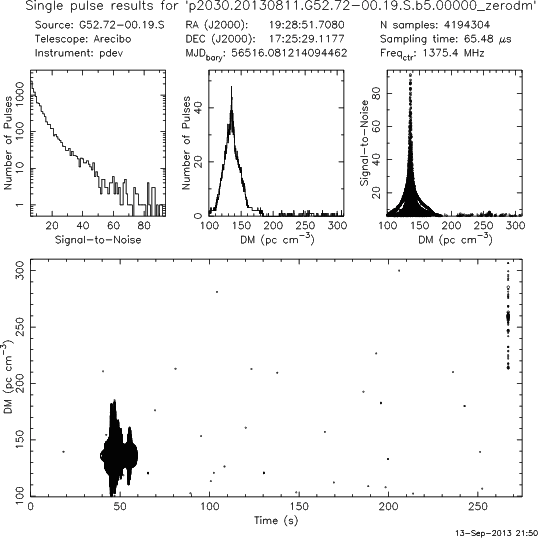 Single pulse results for 'p2030.20130811.G52.72-00.19.S.b5.00000_zerodm'
Source: G52.72-00.19.S RA (J2000): 19:28:51.7080 N samples: 4194304
Telescope: Arecibo DEC (J2000): 17:25:29.1177 Sampling time: 65.48 μs
Instrument: pdev MJDbary: 56516.081214094462 Freqctr: 1375.4 MHz
Number of Pulses
1 10 100 1000
20 40 60 80
Signal-to-Noise
Number of Pulses
0 20 40
100 150 200 250 300
DM (pc cm-3)
Signal-to-Noise
20 40 60 80
100 150 200 250 300
DM (pc cm-3)
DM (pc cm-3)
100 150 200 250 300
0 50 100 150 200 250
Time (s)
13-Sep-2013 21:50